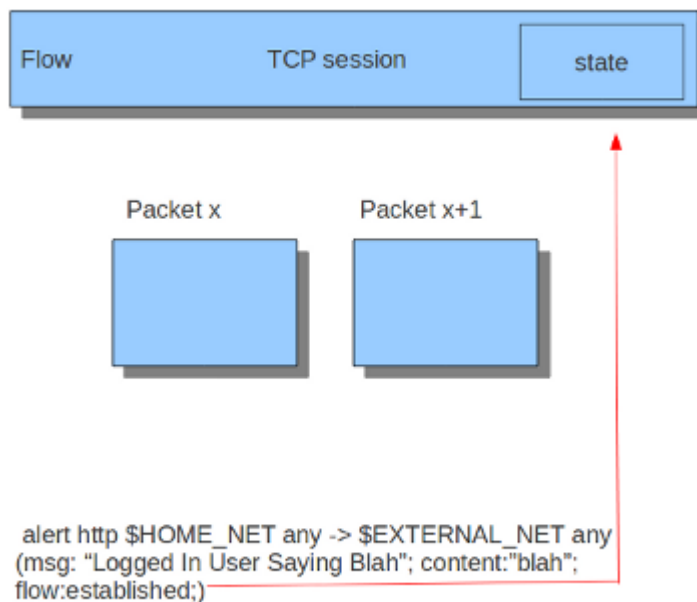 Flow TCP session state
Packet x Packet x+1
alert http $HOME_NET any -> $EXTERNAL_NET any
(msg: “Logged In User Saying Blah"; content:"blah”;
flow:established;)